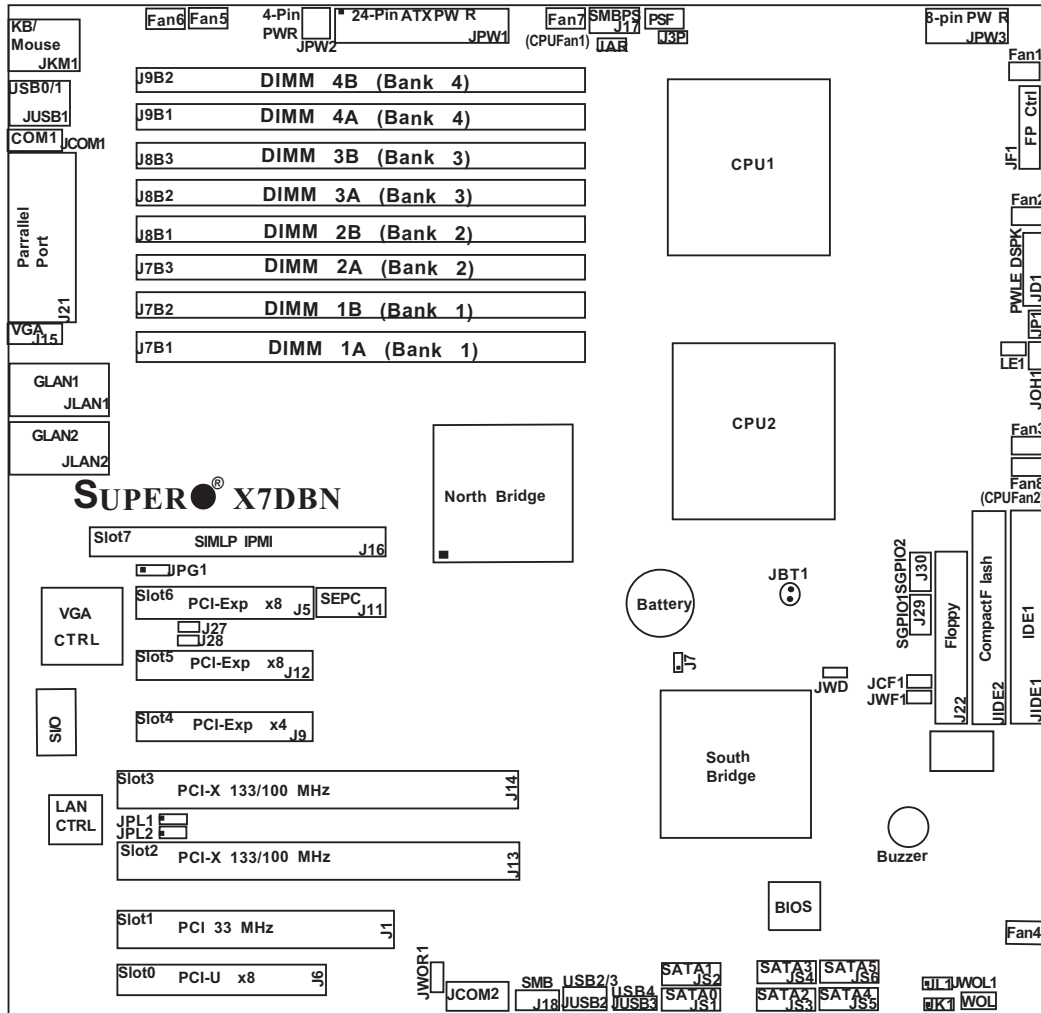 KB/
Mouse
JKM1
Fan6
Fan5
4-Pin
PWR
JPW2
24-Pin ATX PW R
JPW1
Fan7
(CPUFan1)
SMBPS
J17
JAR
PSF
J3P
8-pin PW R
JPW3
Fan1
USB0/1
JUSB1
COM1
JCOM1
Parrallel
Port
J21
VGA
J15
GLAN1
JLAN1
GLAN2
JLAN2
J9B2 DIMM 4B (Bank 4)
J9B1 DIMM 4A (Bank 4)
J8B3 DIMM 3B (Bank 3)
J8B2 DIMM 3A (Bank 3)
J8B1 DIMM 2B (Bank 2)
J7B3 DIMM 2A (Bank 2)
J7B2 DIMM 1B (Bank 1)
J7B1 DIMM 1A (Bank 1)
CPU1
CPU2
FP Ctrl
JF1
Fan2
PWLE DSPK
JD1
JP1
LE1
JOH1
Fan3
Fan8
(CPUFan2)
SUPER® X7DBN
North Bridge
Slot7 SIMLP IPMI J16
JPG1
Slot6 PCI-Exp x8 J5
SEPC
J11
J27
J28
Slot5 PCI-Exp x8 J12
Slot4 PCI-Exp x4 J9
VGA
CTRL
SIO
LAN
CTRL
Slot3
PCI-X 133/100 MHz
J14
JPL1
JPL2
Slot2
PCI-X 133/100 MHz
J13
Slot1
PCI 33 MHz
J1
Slot0
PCI-U x8
J6
Battery
JBT1
J7
JWD
SGPIO1 SGPIO2
J30
J29
Floppy
J22
CompactF lash
JIDE2
IDE1
JIDE1
JCF1
JWF1
South
Bridge
Buzzer
BIOS
Fan4
JWOR1
JCOM2
SMB
J18
USB2/3
JUSB2
USB4
JUSB3
SATA1
JS2
SATA0
JS1
SATA3
JS4
SATA2
JS3
SATA5
JS6
SATA4
JS5
JL1
JWOL1
JK1
WOL